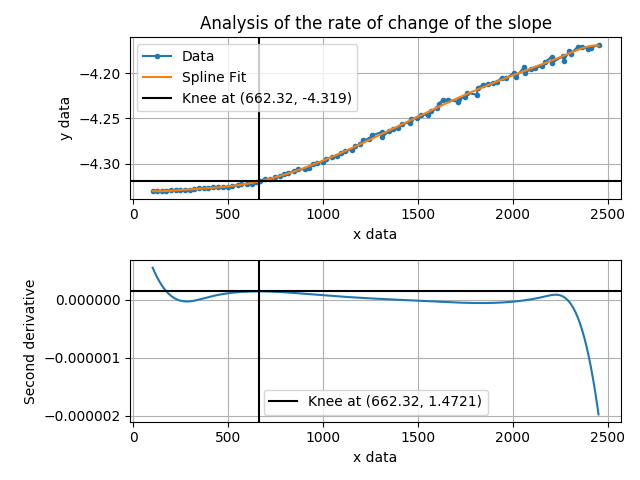 Analysis of the rate of change of the slope
Data
Spline Fit
Knee at (662.32, -4.319)
y data
−4.20
−4.25
−4.30
0 500 1000 1500 2000 2500
x data
Second derivative
0.000000
−0.000001
−0.000002
Knee at (662.32, 1.4721)
0 500 1000 1500 2000 2500
x data